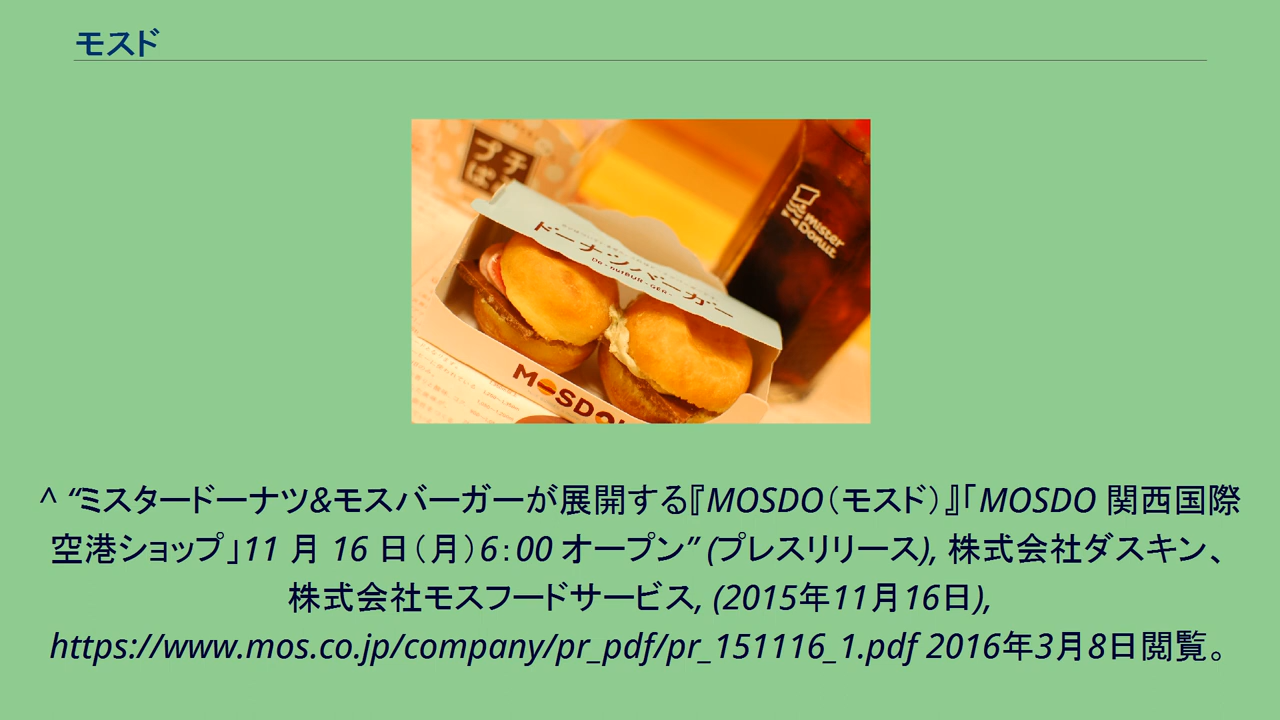 モスド
プチ
ぱ
mister
Donut
ドーナツバーガー
MOSDO
^ “ミスタードーナツ&モスバーガーが展開する『MOSDO（モスド）』「MOSDO 関西国際
空港ショップ」11 月 16 日（月）6：00 オープン” (プレスリリース), 株式会社ダスキン、
株式会社モスフードサービス, (2015年11月16日),
https://www.mos.co.jp/company/pr_pdf/pr_151116_1.pdf 2016年3月8日閲覧。